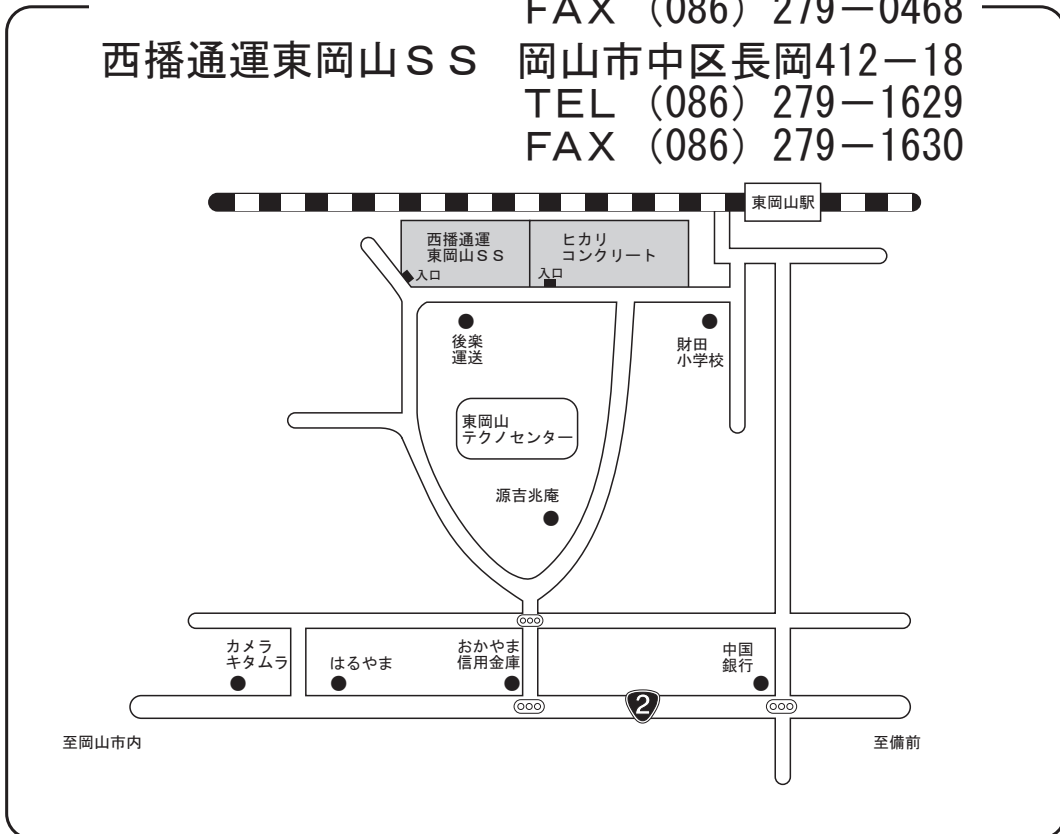 FAX (086) 279－0468
西播通運東岡山ＳＳ 岡山市中区長岡412－18
TEL (086) 279－1629
FAX (086) 279－1630
東岡山駅
西播通運
東岡山ＳＳ
入口
ヒカリ
コンクリート
入口
後楽
運送
財田
小学校
東岡山
テクノセンター
源吉兆庵
カメラ
キタムラ
はるやま
おかやま
信用金庫
中国
銀行
2
至岡山市内
至備前